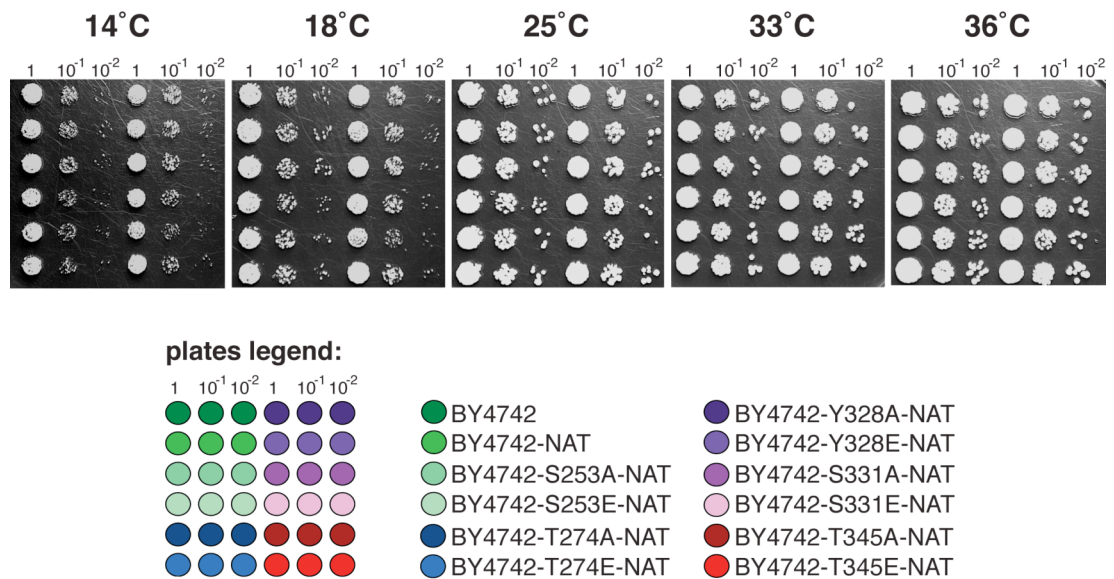 14˚C 18˚C 25˚C 33˚C 36˚C
1 10⁻¹ 10⁻² 1 10⁻¹ 10⁻² 1 10⁻¹ 10⁻² 1 10⁻¹ 10⁻² 1 10⁻¹ 10⁻² 1 10⁻¹ 10⁻² 1 10⁻¹ 10⁻² 1 10⁻¹ 10⁻² 1 10⁻¹ 10⁻² 1 10⁻¹ 10⁻²
plates legend:
1 10⁻¹ 10⁻² 1 10⁻¹ 10⁻²
BY4742
BY4742-NAT
BY4742-S253A-NAT
BY4742-S253E-NAT
BY4742-T274A-NAT
BY4742-T274E-NAT
BY4742-Y328A-NAT
BY4742-Y328E-NAT
BY4742-S331A-NAT
BY4742-S331E-NAT
BY4742-T345A-NAT
BY4742-T345E-NAT